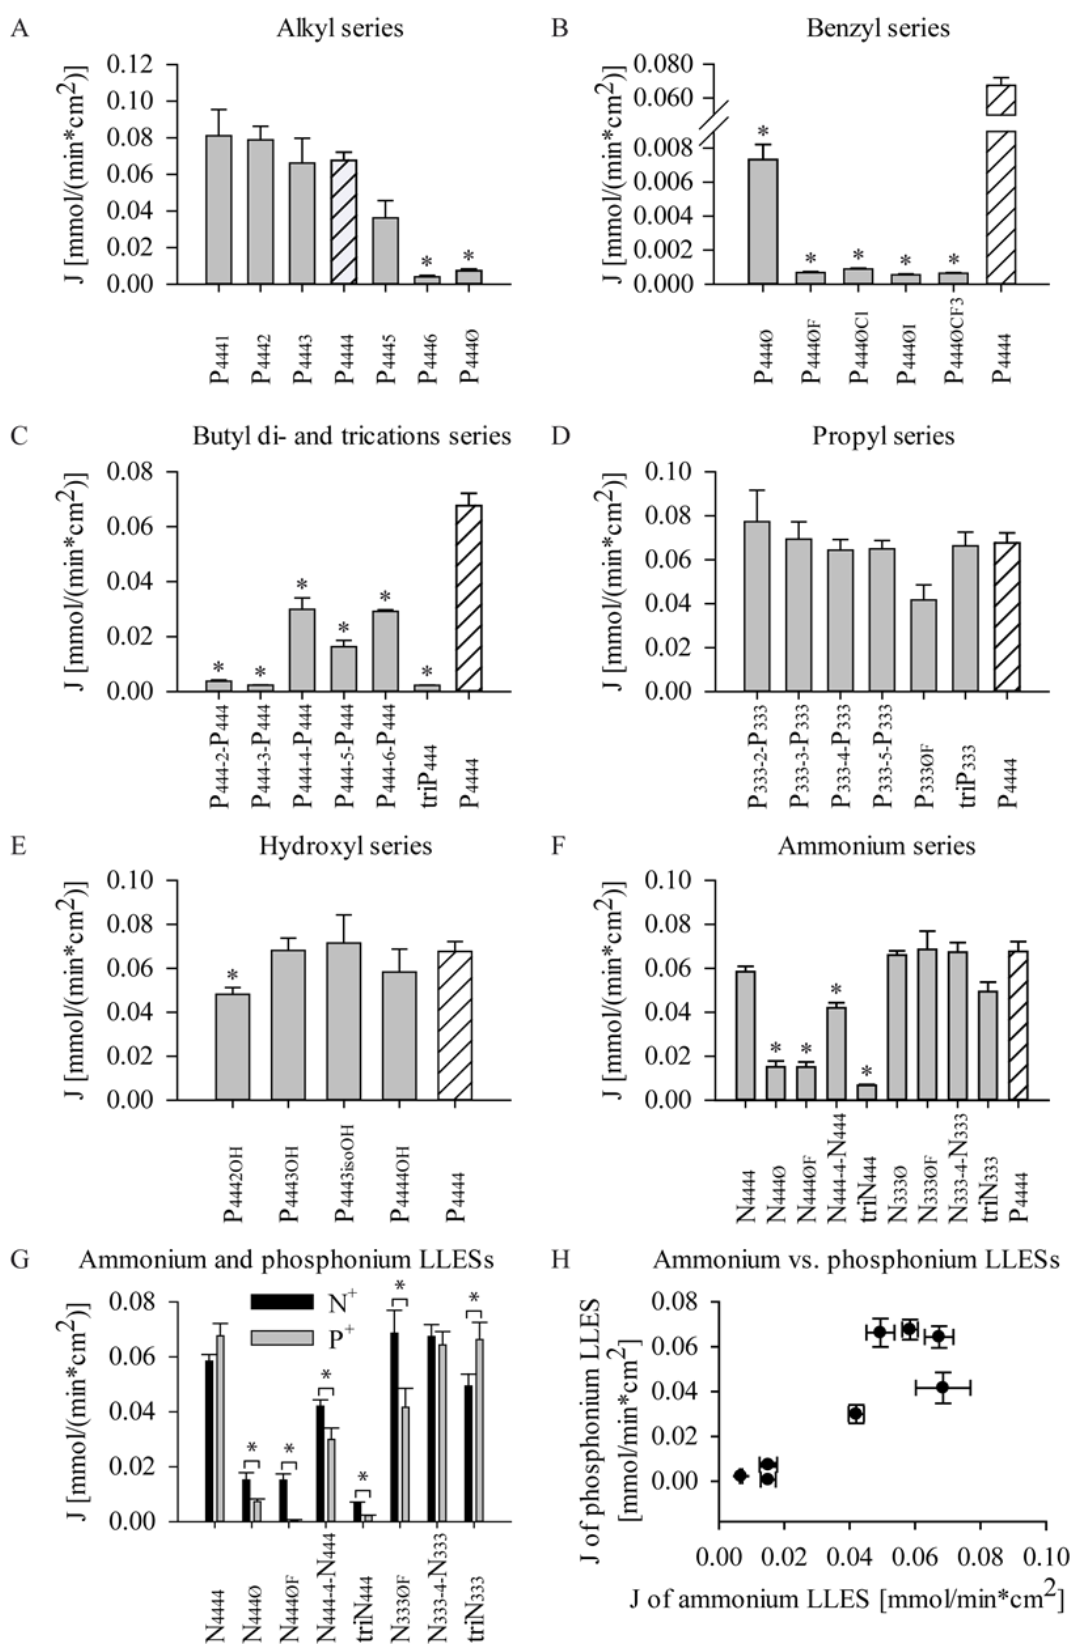 A Alkyl series
J [mmol/(min*cm²)]
0.12
0.10
0.08
0.06
0.04
0.02
0.00
* *
P4441 P4442 P4443 P4444 P4445 P4446 P444Ø
B Benzyl series
J [mmol/(min*cm²)]
0.080
0.060
0.008
0.006
0.004
0.002
0.000
* * * * *
P444Ø P444ØF P444ØCl P444ØI P444ØCF3 P4444
C Butyl di- and trications series
J [mmol/(min*cm²)]
0.08
0.06
0.04
0.02
0.00
* * * * * *
P444-2-P444 P444-3-P444 P444-4-P444 P444-5-P444 P444-6-P444 triP444 P4444
D Propyl series
J [mmol/(min*cm²)]
0.10
0.08
0.06
0.04
0.02
0.00
P333-2-P333 P333-3-P333 P333-4-P333 P333-5-P333 P333ØF triP333 P4444
E Hydroxyl series
J [mmol/(min*cm²)]
0.10
0.08
0.06
0.04
0.02
0.00
*
P4442OH P4443OH P4443isoOH P4444OH P4444
F Ammonium series
J [mmol/(min*cm²)]
0.10
0.08
0.06
0.04
0.02
0.00
* * * *
N4444 N444Ø N444ØF N444-4-N444 triN444 N333Ø N333ØF N333-4-N333 triN333 P4444
G Ammonium and phosphonium LLESs
J [mmol/(min*cm²)]
0.08
0.06
0.04
0.02
0.00
N⁺
P⁺
* * * * * *
N4444 N444Ø N444ØF N444-4-N444 triN444 N333ØF N333-4-N333 triN333
H Ammonium vs. phosphonium LLESs
J of phosphonium LLES
[mmol/min*cm²]
0.08
0.06
0.04
0.02
0.00
0.00 0.02 0.04 0.06 0.08 0.10
J of ammonium LLES [mmol/min*cm²]